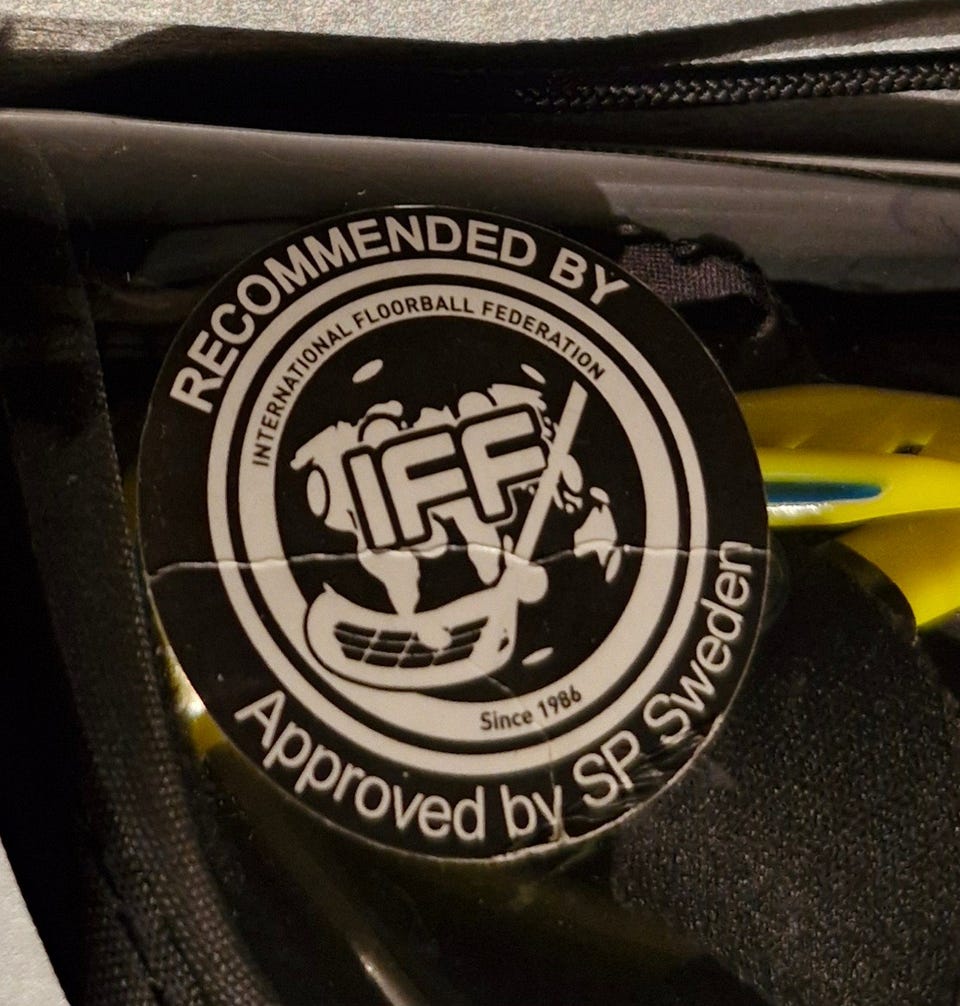 RECOMMENDED BY
INTERNATIONAL FLOORBALL FEDERATION
IFF
Since 1986
Approved by SP Sweden